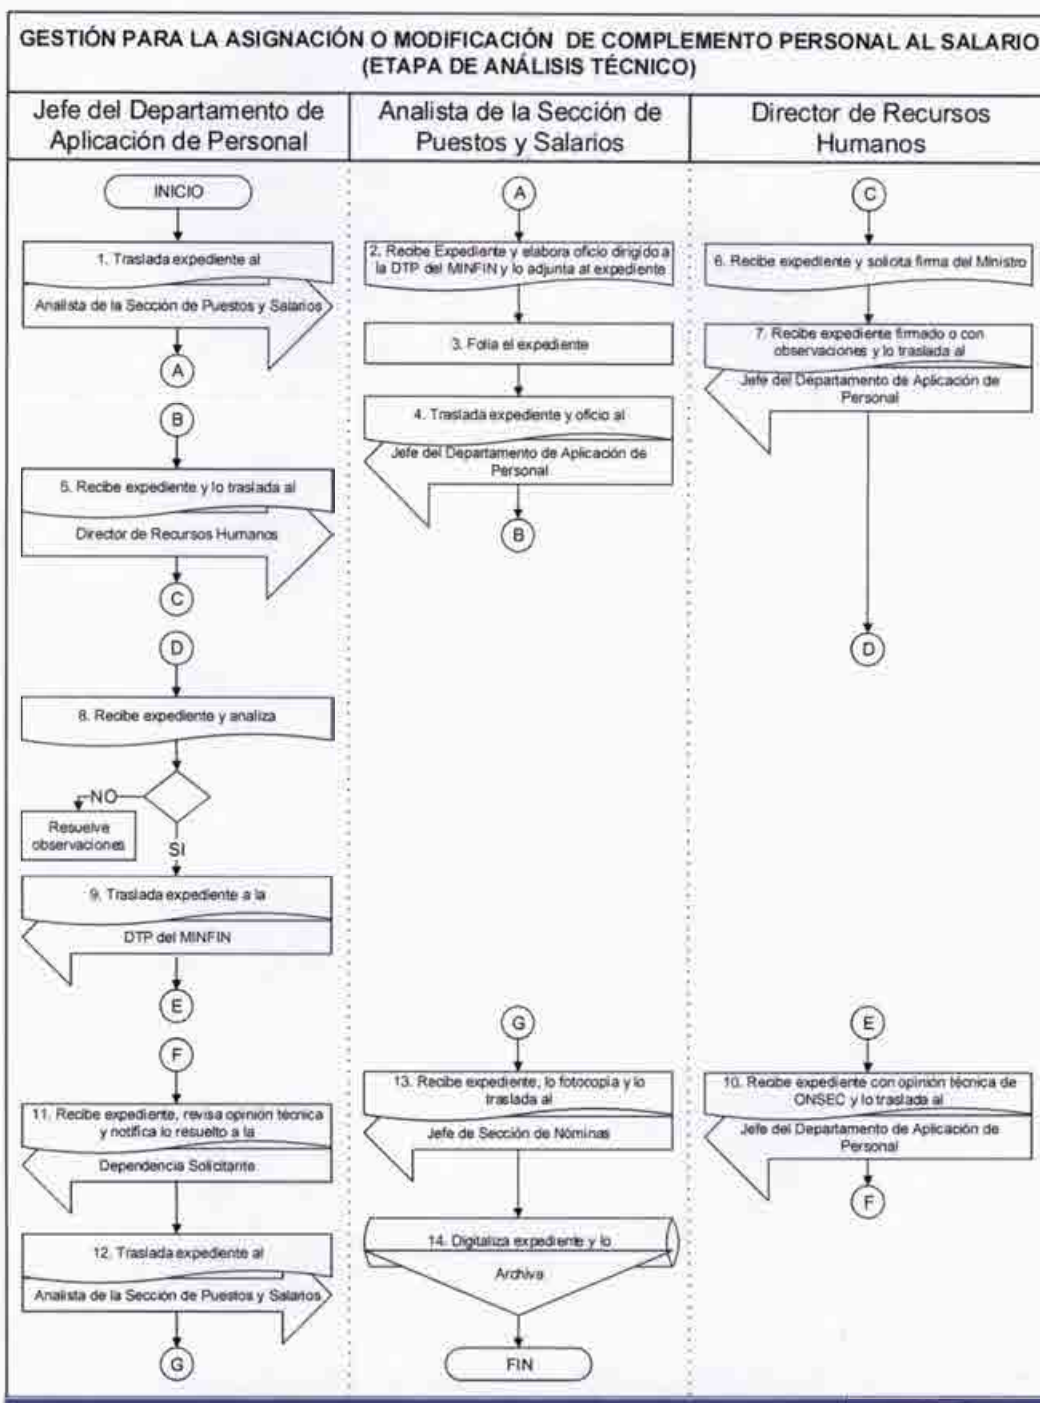 GESTIÓN PARA LA ASIGNACIÓN O MODIFICACIÓN DE COMPLEMENTO PERSONAL AL SALARIO
(ETAPA DE ANÁLISIS TÉCNICO)
Jefe del Departamento de
Aplicación de Personal
INICIO
1. Traslada expediente al
Analista de la Sección de Puestos y Salarios
A
B
5. Recibe expediente y lo traslada al
Director de Recursos Humanos
C
D
8. Recibe expediente y analiza
NO
Resuelve
observaciones
SI
9. Traslada expediente a la
DTP del MINFIN
E
F
11. Recibe expediente, revisa opinión técnica
y notifica lo resuelto a la
Dependencia Solicitante
12. Traslada expediente al
Analista de la Sección de Puestos y Salarios
G
Analista de la Sección de
Puestos y Salarios
A
2. Recibe Expediente y elabora oficio dirigido a
la DTP del MINFIN y lo adjunta al expediente
3. Folia el expediente
4. Traslada expediente y oficio al
Jefe del Departamento de Aplicación de
Personal
B
G
13. Recibe expediente, lo fotocopia y lo
traslada al
Jefe de Sección de Nóminas
14. Digitaliza expediente y lo
Archiva
FIN
Director de Recursos
Humanos
C
6. Recibe expediente y solicita firma del Ministro
7. Recibe expediente firmado o con
observaciones y lo traslada al
Jefe del Departamento de Aplicación de
Personal
D
E
10. Recibe expediente con opinión técnica de
ONSEC y lo traslada al
Jefe del Departamento de Aplicación de
Personal
F